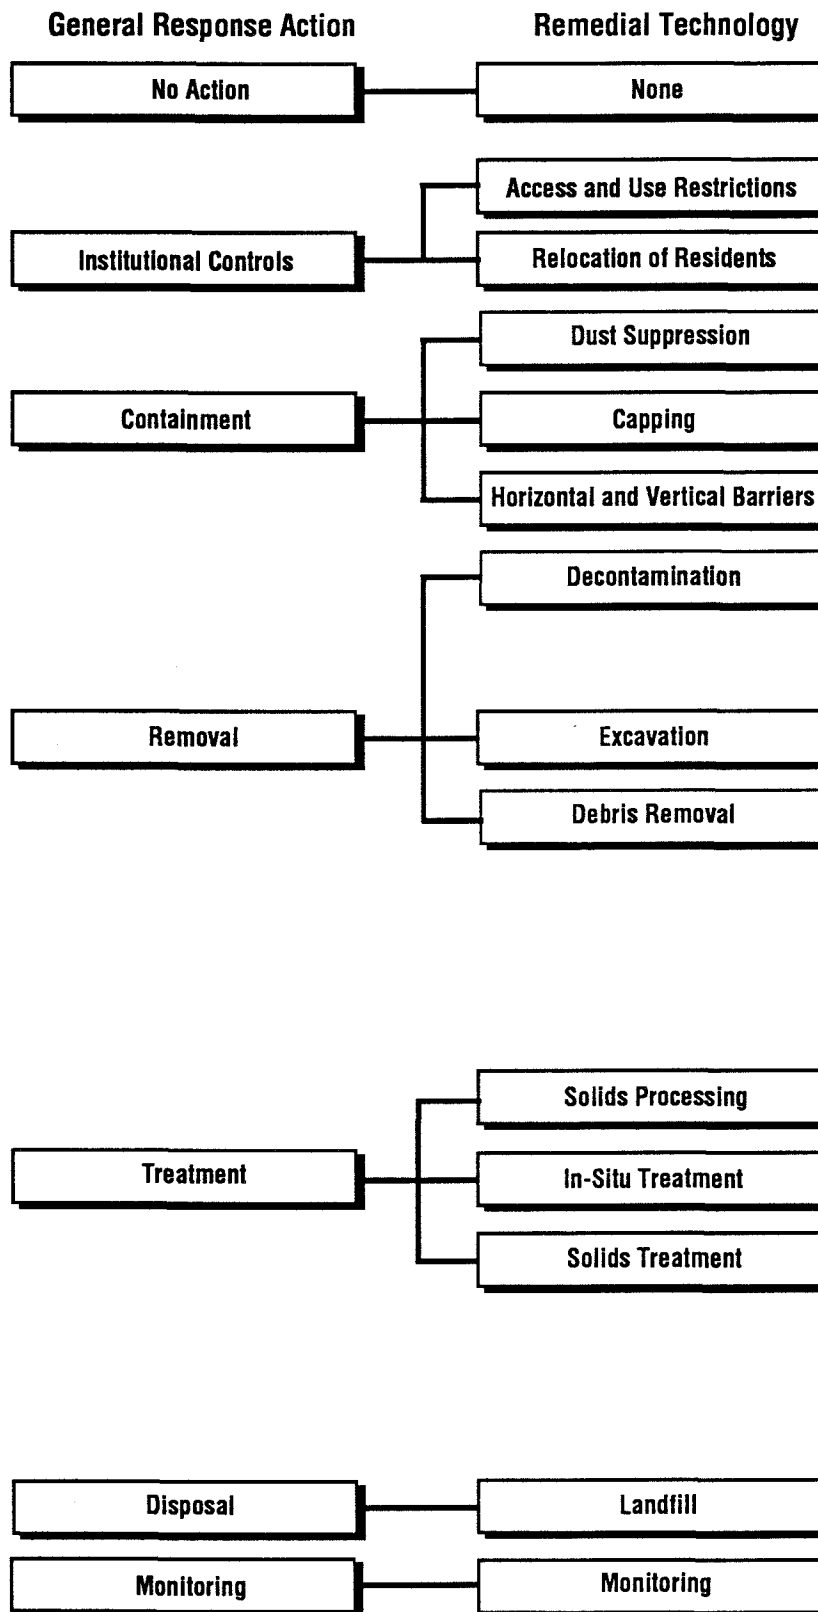 General Response Action
Remedial Technology
No Action
None
Access and Use Restrictions
Institutional Controls
Relocation of Residents
Dust Suppression
Containment
Capping
Horizontal and Vertical Barriers
Decontamination
Removal
Excavation
Debris Removal
Solids Processing
Treatment
In-Situ Treatment
Solids Treatment
Disposal
Landfill
Monitoring
Monitoring